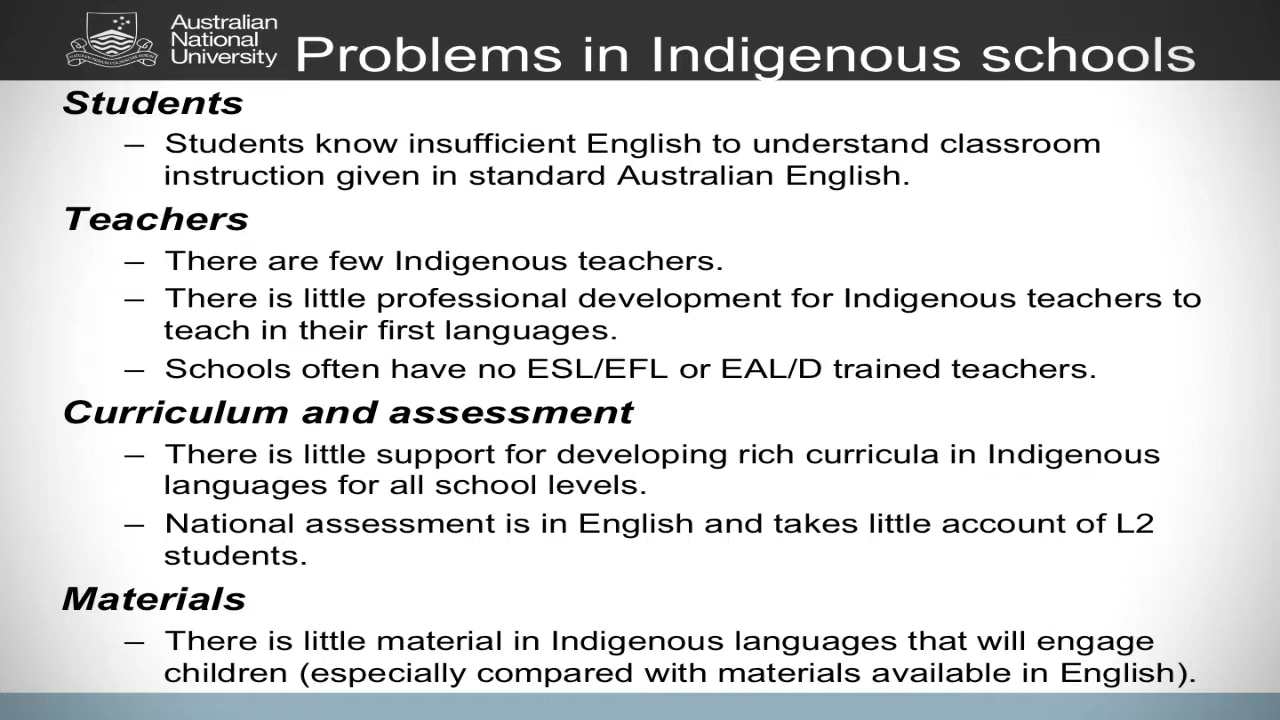 Australian
National
University
Problems in Indigenous schools
Students
– Students know insufficient English to understand classroom
instruction given in standard Australian English.
Teachers
– There are few Indigenous teachers.
– There is little professional development for Indigenous teachers to
teach in their first languages.
– Schools often have no ESL/EFL or EAL/D trained teachers.
Curriculum and assessment
– There is little support for developing rich curricula in Indigenous
languages for all school levels.
– National assessment is in English and takes little account of L2
students.
Materials
– There is little material in Indigenous languages that will engage
children (especially compared with materials available in English).